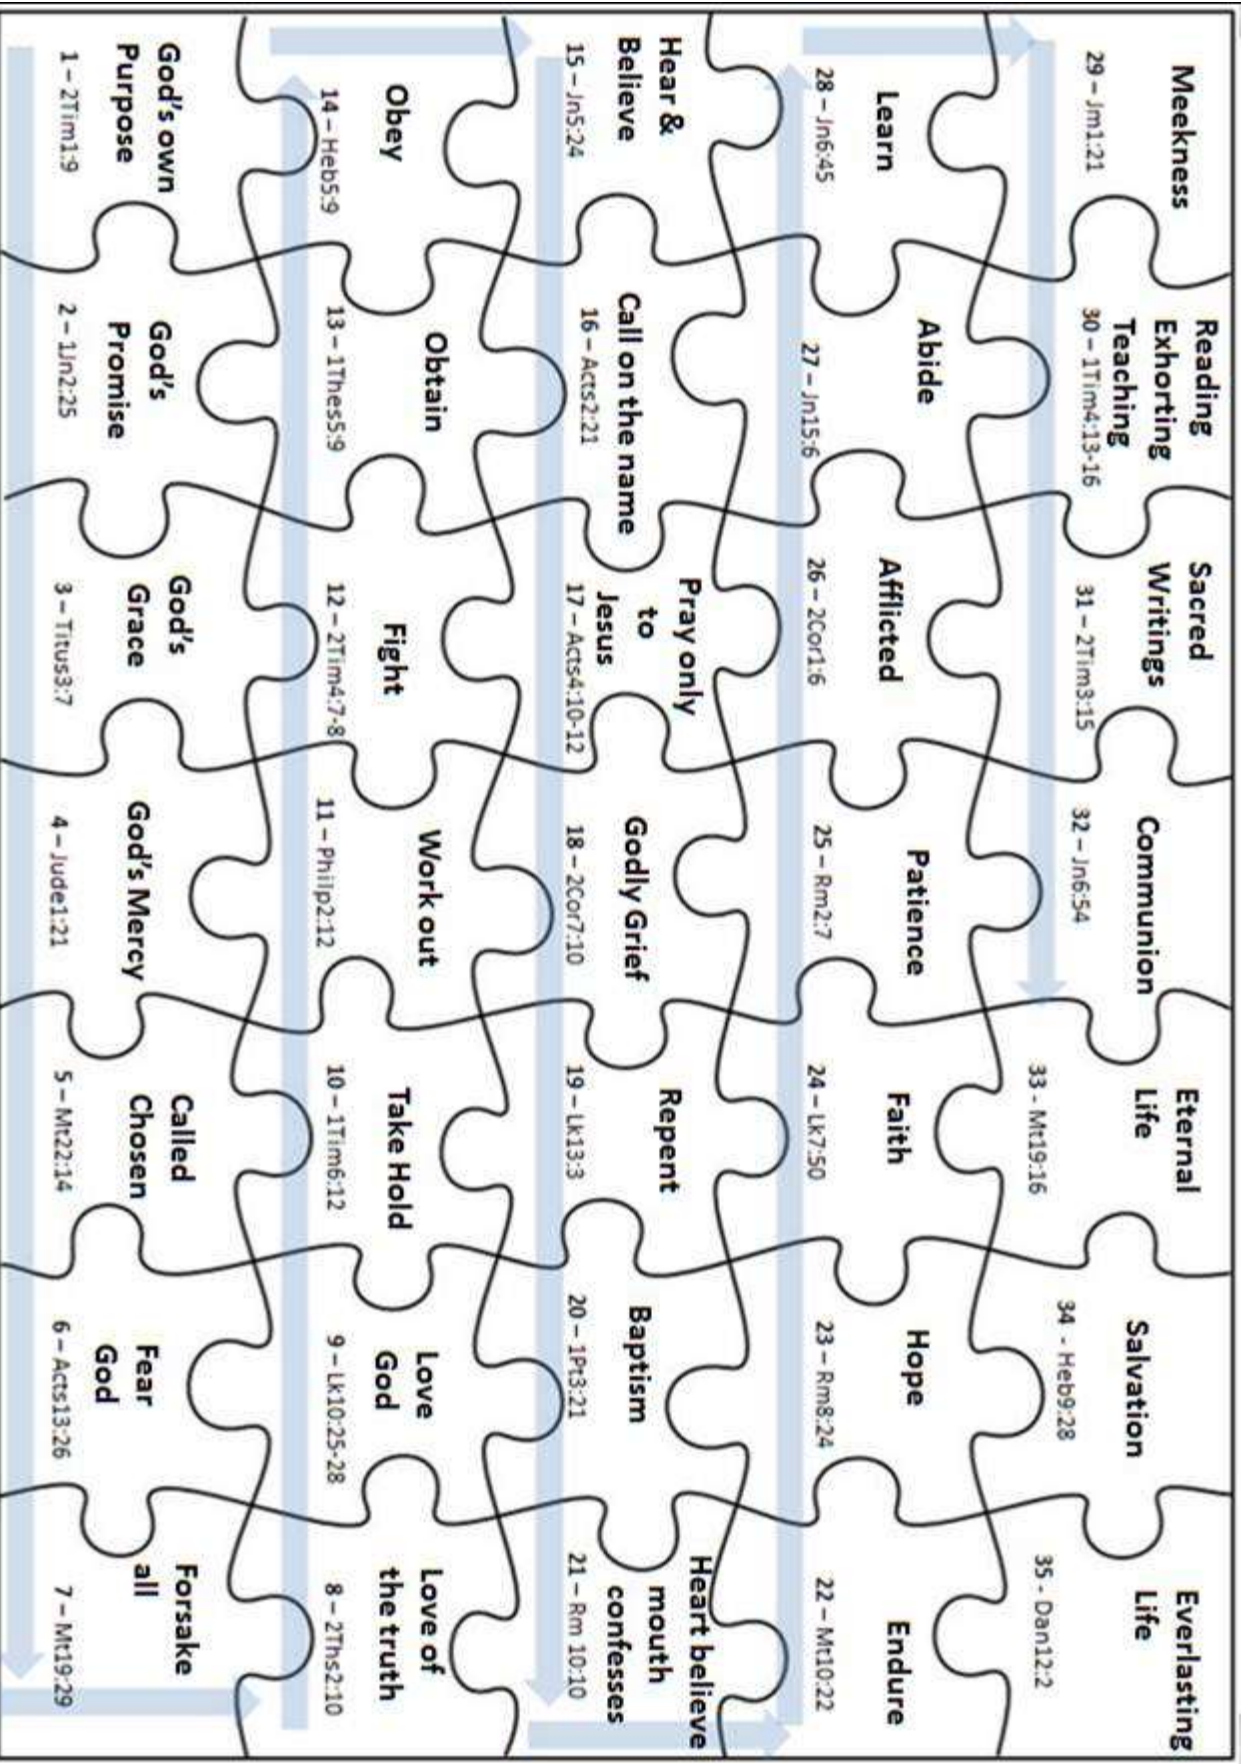 Meekness
29 – Jm1:21
Reading
Exhorting
Teaching
30 – 1Tim4:13-16
Sacred
Writings
31 – 2Tim3:15
Communion
32 – Jn6:54
Eternal
Life
33 - Mt19:16
Salvation
34 - Heb9:28
Everlasting
Life
35 - Dan12:2
Learn
28 – Jn6:45
Abide
27 – Jn15:6
Afflicted
26 – 2Cor1:6
Patience
25 – Rm2:7
Faith
24 – Lk7:50
Hope
23 – Rm8:24
Endure
22 – Mt10:22
Hear &
Believe
15 – Jn5:24
Call on the name
16 – Acts2:21
Pray only
to
Jesus
17 – Acts4:10-12
Godly Grief
18 – 2Cor7:10
Repent
19 – Lk13:3
Baptism
20 – 1Pt3:21
Heart believe
mouth
confesses
21 – Rm 10:10
Obey
14 – Heb5:9
Obtain
13 – 1Thes5:9
Fight
12 – 2Tim4:7-8
Work out
11 – Philp2:12
Take Hold
10 – 1Tim6:12
Love
God
9 – Lk10:25-28
Love of
the truth
8 – 2Ths2:10
God's own
Purpose
1 – 2Tim1:9
God's
Promise
2 – 1Jn2:25
God's
Grace
3 – Titus3:7
God's Mercy
4 – Jude1:21
Called
Chosen
5 – Mt22:14
Fear
God
6 – Acts13:26
Forsake
all
7 – Mt19:29